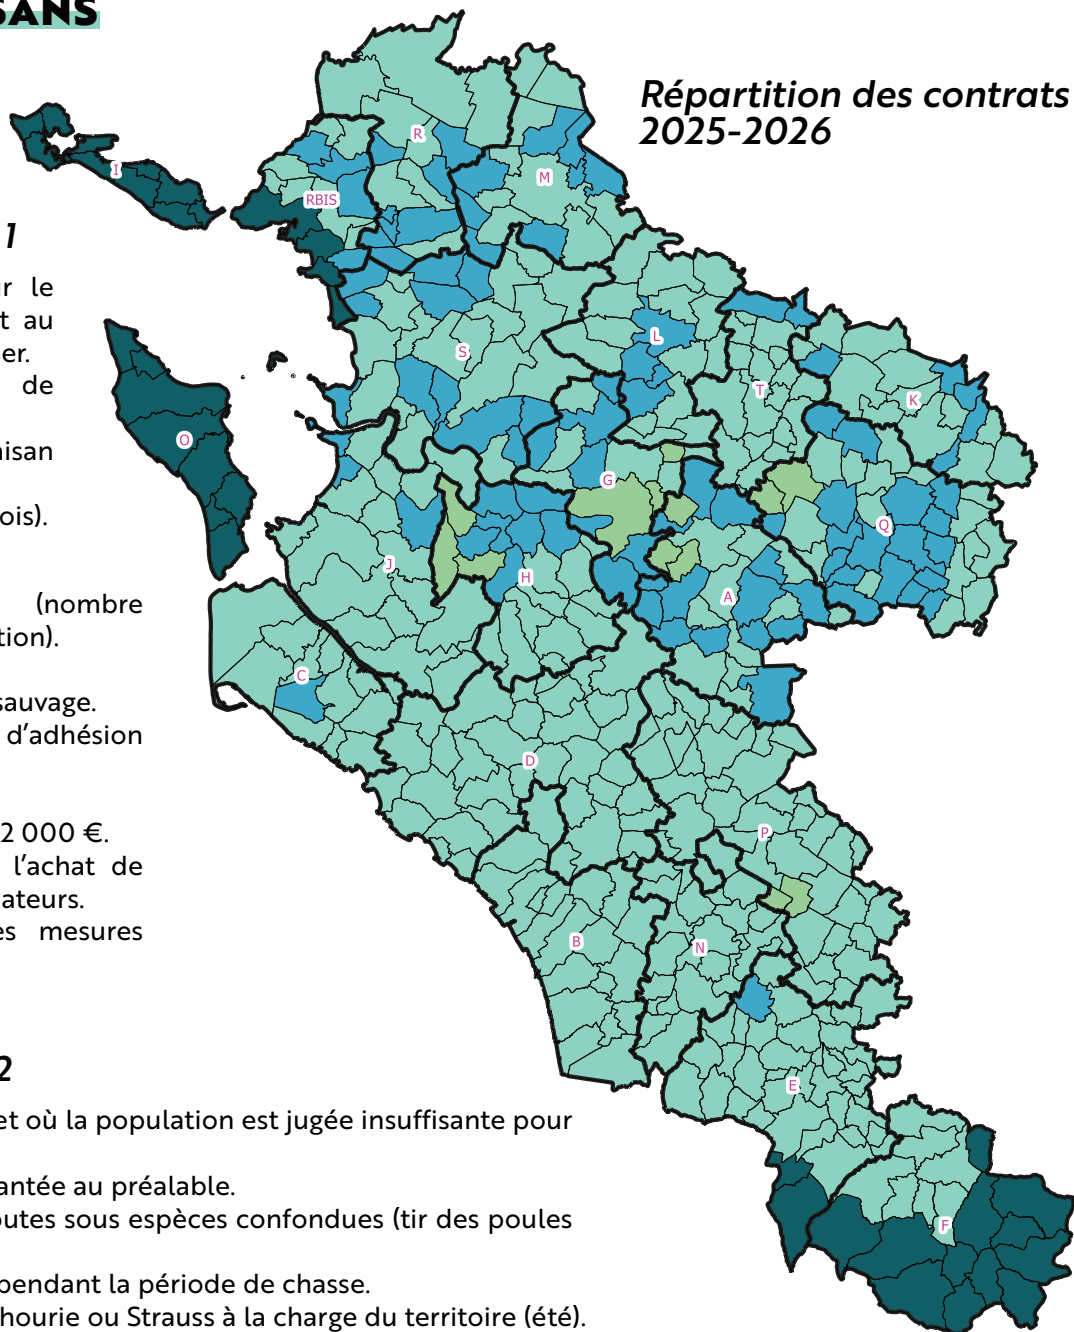 SANS
Répartition des contrats
2025-2026
1
r le
t au
ser.
de
nisan
ois).
(nombre
tion).
sauvage.
d'adhésion
2 000 €.
l'achat de
ateurs.
es mesures
2
et où la population est jugée insuffisante pour
antée au préalable.
outes sous espèces confondues (tir des poules
pendant la période de chasse.
hourie ou Strauss à la charge du territoire (été).
I
R
RBIS
M
S
L
T
K
O
G
Q
J
H
A
C
D
P
B
N
E
F